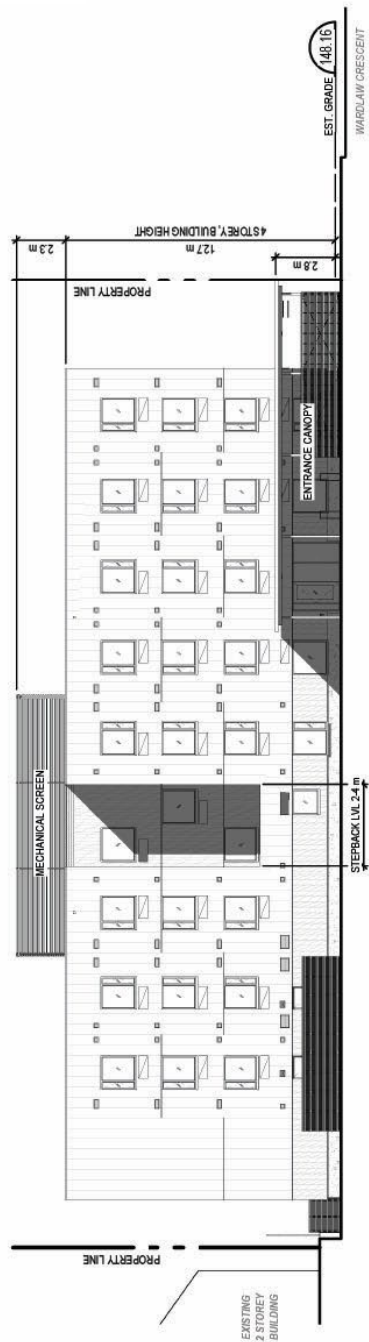 MECHANICAL SCREEN
2.3 m
4 STOREY, BUILDING HEIGHT
12.7 m
2.8 m
PROPERTY LINE
PROPERTY LINE
ENTRANCE CANOPY
STEPBACK LVL 2-4 m
EXISTING
2 STOREY
BUILDING
EST. GRADE 148.16
WARDLAW CRESCENT